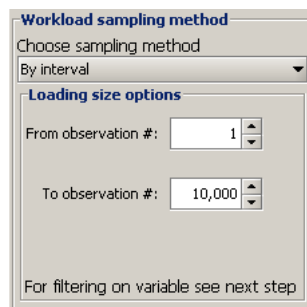 Workload sampling method
Choose sampling method
By interval
Loading size options
From observation #: 1
To observation #: 10,000
For filtering on variable see next step